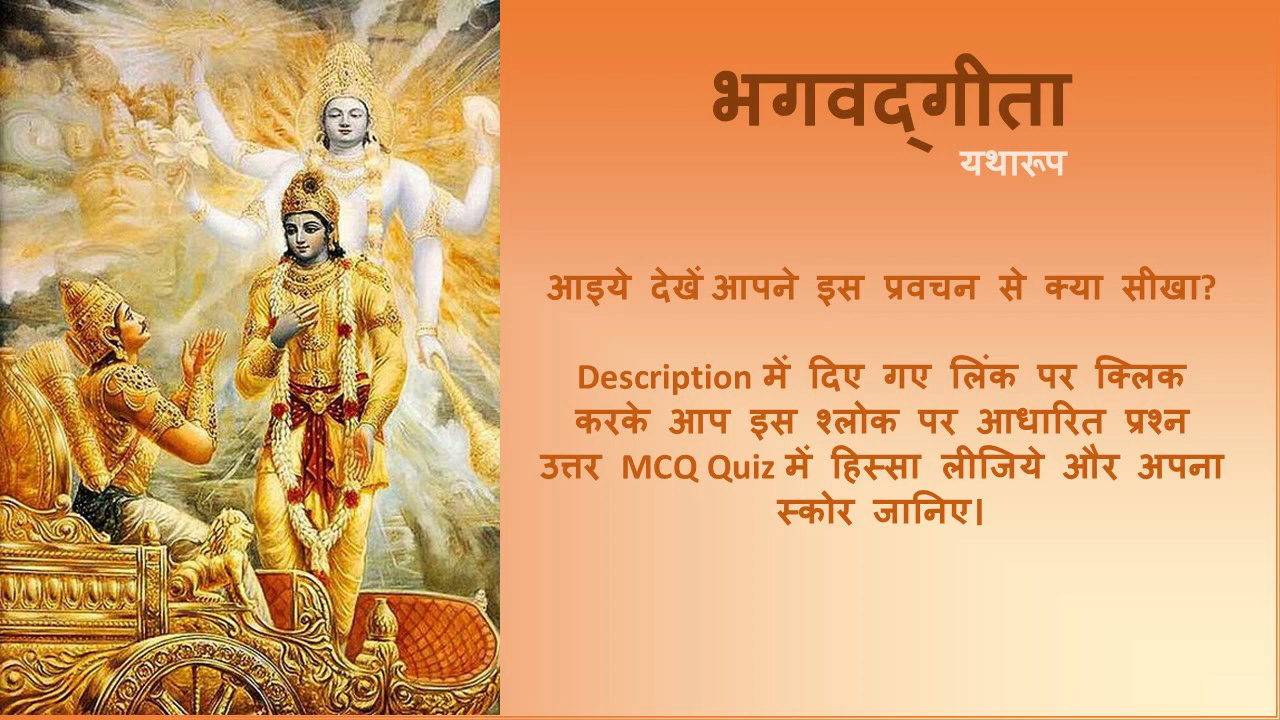 भगवद्‌गीता
यथारूप
आइये देखें आपने इस प्रवचन से क्या सीखा?
Description में दिए गए लिंक पर क्लिक
करके आप इस श्लोक पर आधारित प्रश्न
उत्तर MCQ Quiz में हिस्सा लीजिये और अपना
स्कोर जानिए।